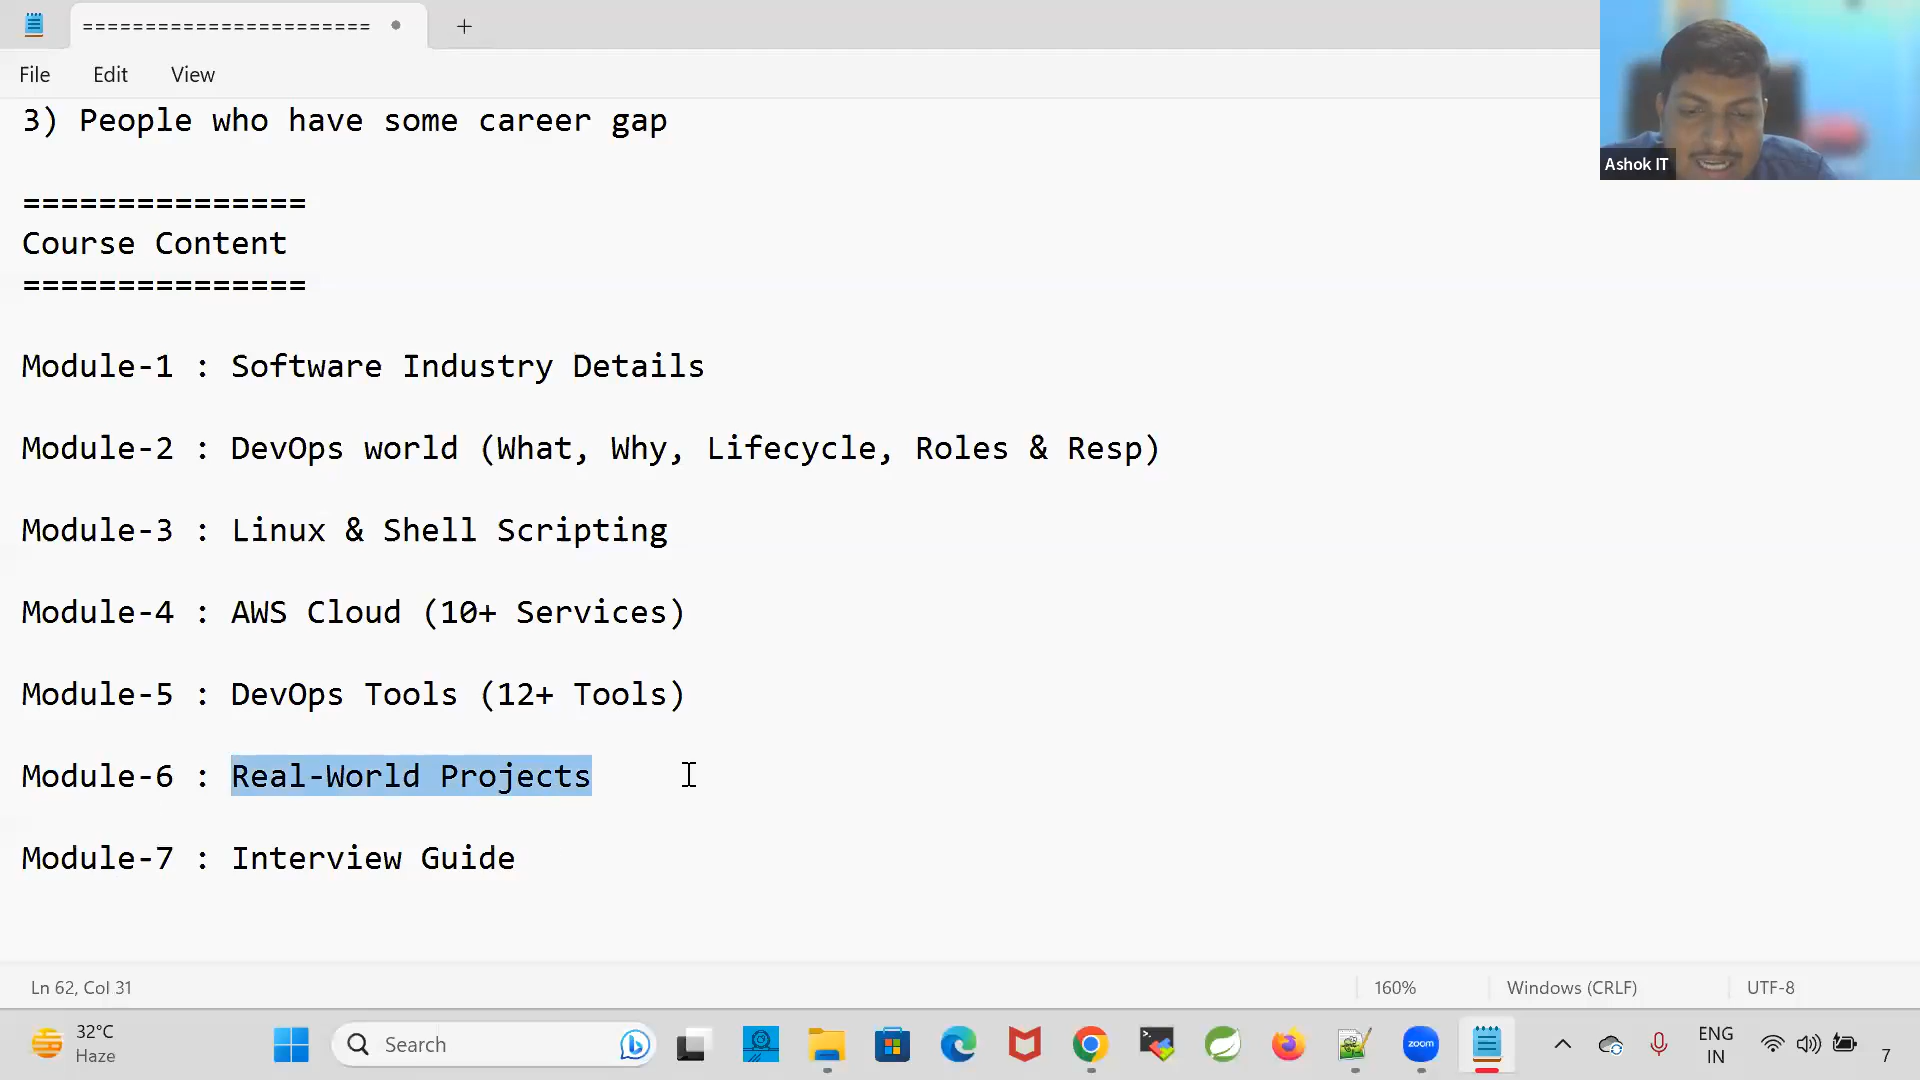 ======================
File Edit View
Ashok IT
3) People who have some career gap
===============
Course Content
===============
Module-1 : Software Industry Details
Module-2 : DevOps world (What, Why, Lifecycle, Roles & Resp)
Module-3 : Linux & Shell Scripting
Module-4 : AWS Cloud (10+ Services)
Module-5 : DevOps Tools (12+ Tools)
Module-6 : Real-World Projects
Module-7 : Interview Guide
Ln 62, Col 31 160% Windows (CRLF) UTF-8
32°C
Haze
Search
zoom
ENG
IN
7